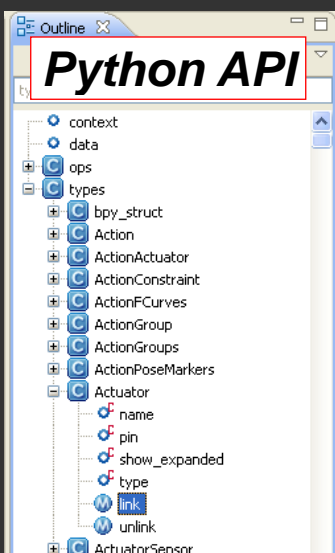 Outline
Python API
ty
context
data
ops
types
bpy_struct
Action
ActionActuator
ActionConstraint
ActionFCurves
ActionGroup
ActionGroups
ActionPoseMarkers
Actuator
name
pin
show_expanded
type
link
unlink
ActuatorSensor